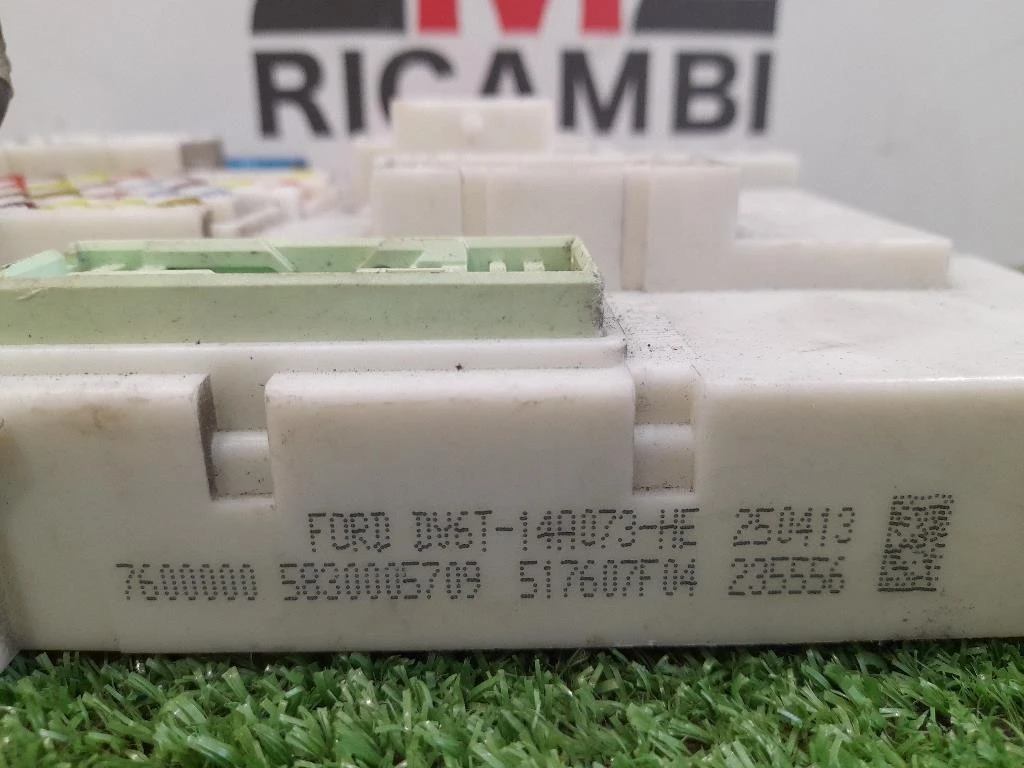 RICAMBI
FORD DV6T-14A073-HE 250413
7600000 5830005709 517607F04 235556